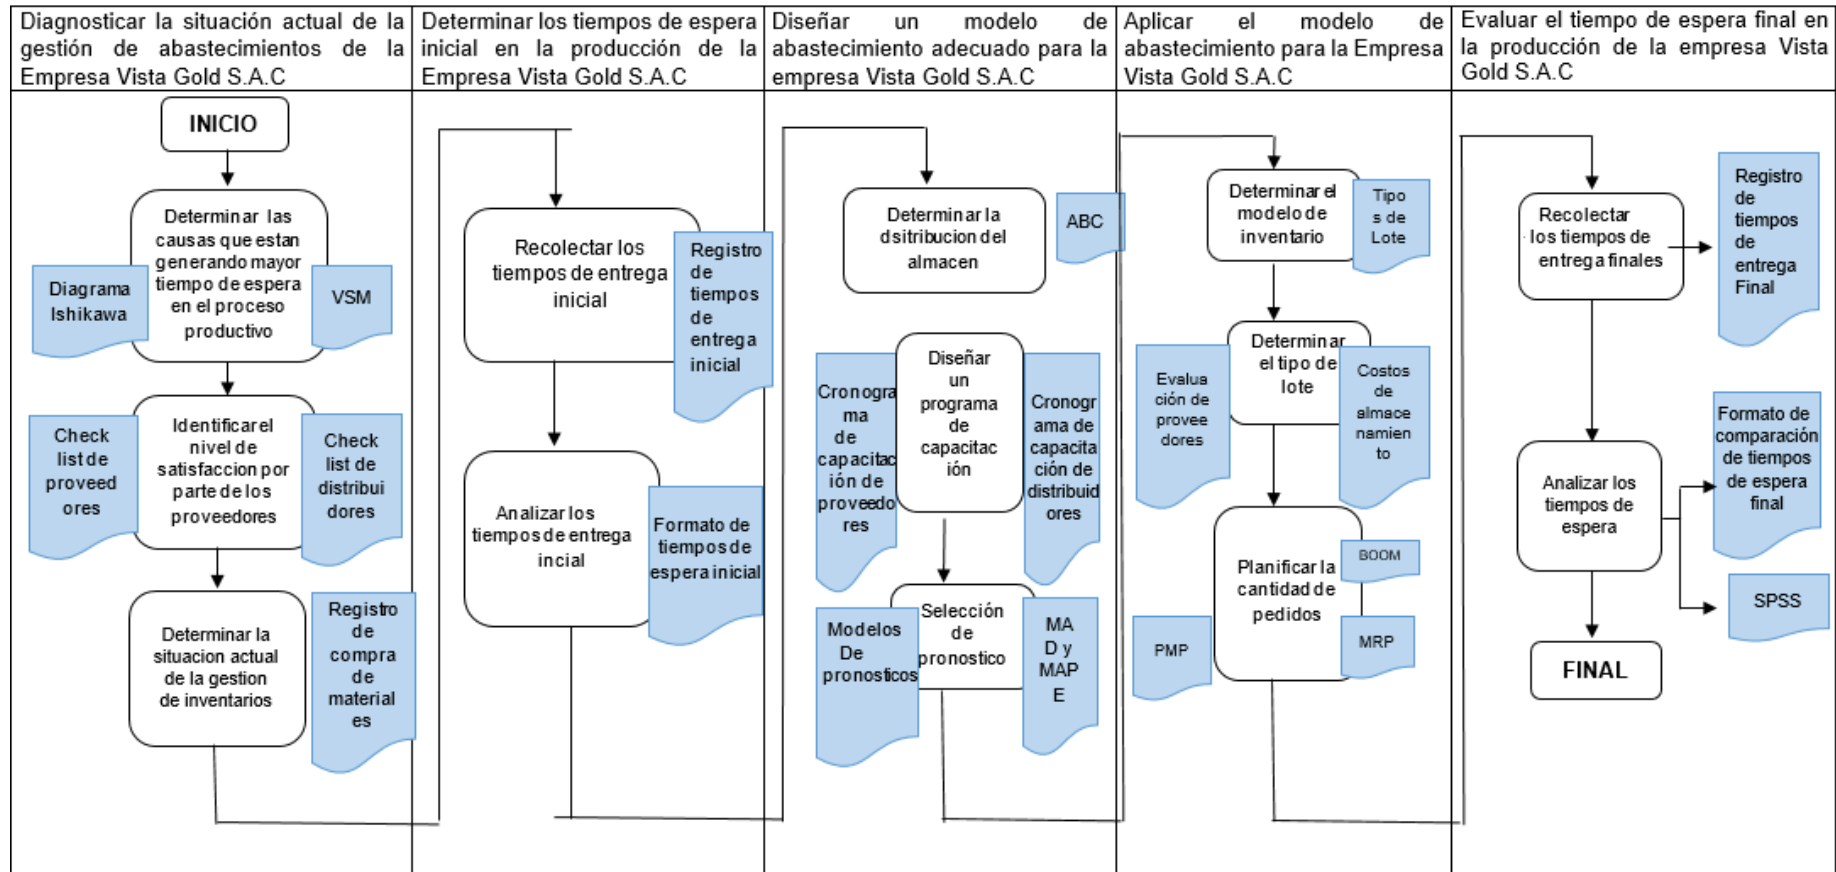 Diagnosticar la situación actual de la
gestión de abastecimientos de la
Empresa Vista Gold S.A.C
Determinar los tiempos de espera
inicial en la producción de la
Empresa Vista Gold S.A.C
Diseñar un modelo de
abastecimiento adecuado para la
empresa Vista Gold S.A.C
Aplicar el modelo de
abastecimiento para la Empresa
Vista Gold S.A.C
Evaluar el tiempo de espera final en
la producción de la empresa Vista
Gold S.A.C
INICIO
Determinar las
causas que estan
generando mayor
tiempo de espera
en el proceso
productivo
Diagrama
Ishikawa
VSM
Identificar el
nivel de
satisfaccion por
parte de los
proveedores
Check
list de
proveed
ores
Check
list de
distribui
dores
Determinar la
situacion actual
de la gestion
de inventarios
Registro
de
compra
de
material
es
Recolectar los
tiempos de entrega
inicial
Registro
de
tiempos
de
entrega
inicial
Analizar los
tiempos de entrega
incial
Formato de
tiempos de
espera inicial
Determinar la
dsitribucion del
almacen
ABC
Diseñar
un
programa
de
capacitac
ión
Cronogra
ma
de
capacitac
ión de
proveedo
res
Cronogr
ama de
capacita
ción de
distribuid
ores
Selección
de
pronostico
Modelos
De
pronosticos
MA
D y
MAP
E
Determinar el
modelo de
inventario
Tipo
s de
Lote
Determinar
el tipo de
lote
Evalua
ción de
provee
dores
Costos
de
almace
namien
to
Planificar la
cantidad de
pedidos
BOOM
PMP
MRP
Recolectar
los tiempos de
entrega finales
Registro
de
tiempos
de
entrega
Final
Analizar los
tiempos de
espera
Formato de
comparación
de tiempos
de espera
final
SPSS
FINAL